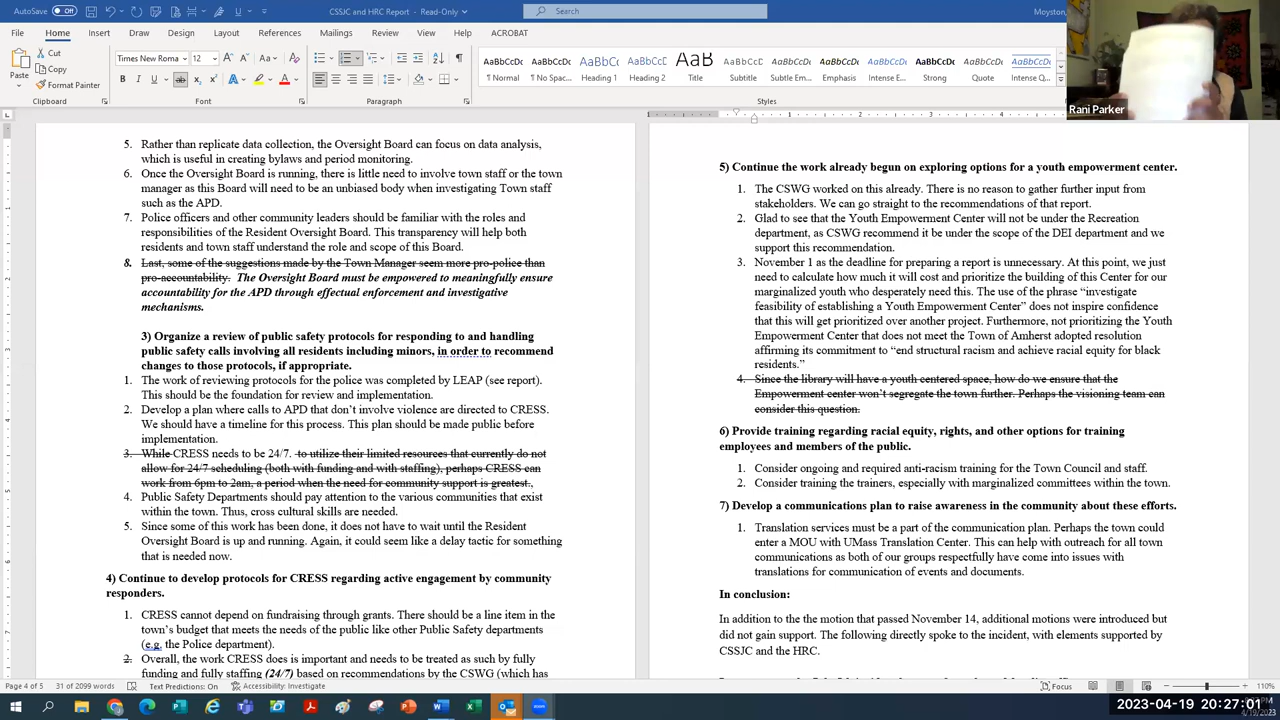 CSSJC and HRC - Read-Only
Search
Moyston,
File Home Insert Draw Design Layout References Mailings Review View Help ACROBAT
Paste
Cut
Copy
Format Painter
Clipboard
Times New Roma 12
Font
Paragraph
AaBbCcDc AaBbCcDc AaBbCc AaBbCcC AaB AaBbCcC AaBbCcDc AaBbCcDc AaBbCcDc AaBbCcDc AaBbCcDc AaBbCcDc
¶ Normal ¶ No Spac... Heading 1 Heading 2 Title Subtitle Subtle Em... Emphasis Intense E... Strong Quote Intense Q...
Styles
Rani Parker
5. Rather than replicate data collection, the Oversight Board can focus on data analysis,
which is useful in creating bylaws and period monitoring.
6. Once the Oversight Board is running, there is little need to involve town staff or the town
manager as this Board will need to be an unbiased body when investigating Town staff
such as the APD.
7. Police officers and other community leaders should be familiar with the roles and
responsibilities of the Resident Oversight Board. This transparency will help both
residents and town staff understand the role and scope of this Board.
8. Last, some of the suggestions made by the Town Manager seem more pro-police than
pro-accountability. The Oversight Board must be empowered to meaningfully ensure
accountability for the APD through effectual enforcement and investigative
mechanisms.
3) Organize a review of public safety protocols for responding to and handling
public safety calls involving all residents including minors, in order to recommend
changes to those protocols, if appropriate.
1. The work of reviewing protocols for the police was completed by LEAP (see report).
This should be the foundation for review and implementation.
2. Develop a plan where calls to APD that don't involve violence are directed to CRESS.
We should have a timeline for this process. This plan should be made public before
implementation.
3. While CRESS needs to be 24/7. to utilize their limited resources that currently do not
allow for 24/7 scheduling (both with funding and with staffing), perhaps CRESS can
work from 6pm to 2am, a period when the need for community support is greatest.,
4. Public Safety Departments should pay attention to the various communities that exist
within the town. Thus, cross cultural skills are needed.
5. Since some of this work has been done, it does not have to wait until the Resident
Oversight Board is up and running. Again, it could seem like a delay tactic for something
that is needed now.
4) Continue to develop protocols for CRESS regarding active engagement by community
responders.
1. CRESS cannot depend on fundraising through grants. There should be a line item in the
town's budget that meets the needs of the public like other Public Safety departments
(e.g. the Police department).
2. Overall, the work CRESS does is important and needs to be treated as such by fully
funding and fully staffing (24/7) based on recommendations by the CSWG (which has
5) Continue the work already begun on exploring options for a youth empowerment center.
1. The CSWG worked on this already. There is no reason to gather further input from
stakeholders. We can go straight to the recommendations of that report.
2. Glad to see that the Youth Empowerment Center will not be under the Recreation
department, as CSWG recommend it be under the scope of the DEI department and we
support this recommendation.
3. November 1 as the deadline for preparing a report is unnecessary. At this point, we just
need to calculate how much it will cost and prioritize the building of this Center for our
marginalized youth who desperately need this. The use of the phrase “investigate
feasibility of establishing a Youth Empowerment Center” does not inspire confidence
that this will get prioritized over another project. Furthermore, not prioritizing the Youth
Empowerment Center that does not meet the Town of Amherst adopted resolution
affirming its commitment to “end structural racism and achieve racial equity for black
residents.”
4. Since the library will have a youth centered space, how do we ensure that the
Empowerment center won't segregate the town further. Perhaps the visioning team can
consider this question.
6) Provide training regarding racial equity, rights, and other options for training
employees and members of the public.
1. Consider ongoing and required anti-racism training for the Town Council and staff.
2. Consider training the trainers, especially with marginalized committees within the town.
7) Develop a communications plan to raise awareness in the community about these efforts.
1. Translation services must be a part of the communication plan. Perhaps the town could
enter a MOU with UMass Translation Center. This can help with outreach for all town
communications as both of our groups respectfully have come into issues with
translations for communication of events and documents.
In conclusion:
In addition to the the motion that passed November 14, additional motions were introduced but
did not gain support. The following directly spoke to the incident, with elements supported by
CSSJC and the HRC.
Page 4 of 5 31 of 2099 words Text Predictions: On Accessibility: Investigate Focus 110%
2023-04-19 20:27:01
4/19/2023